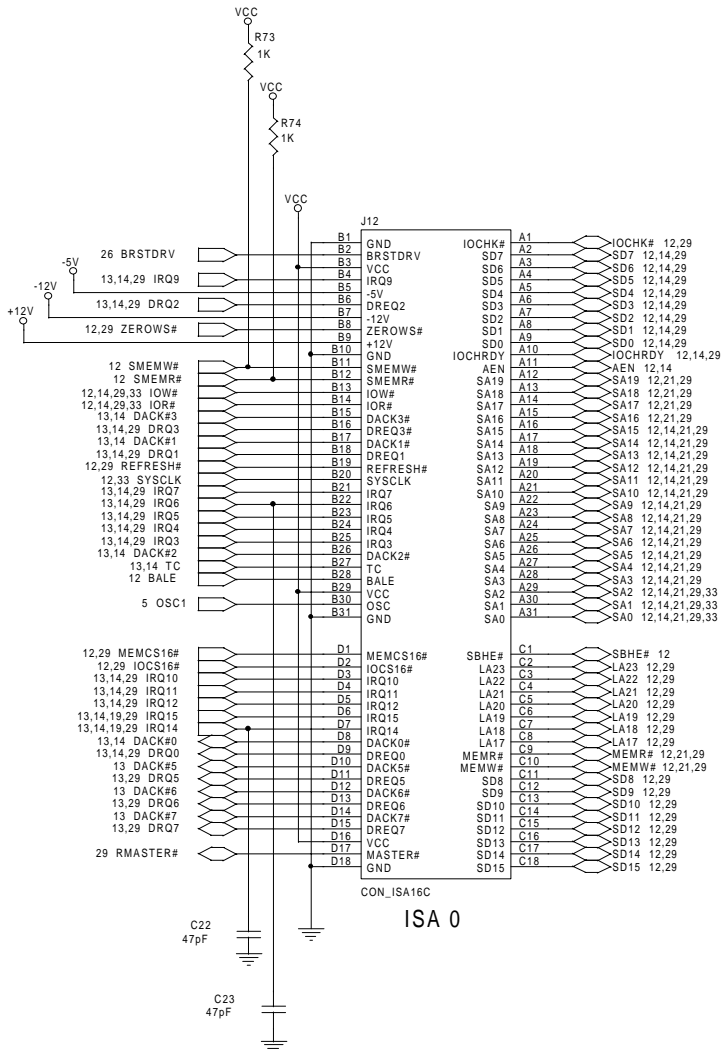 VCC
R73
1K
VCC
R74
1K
VCC
J12
26 BRSTDRV
-5V
13,14,29 IRQ9
-12V
13,14,29 DRQ2
+12V
12,29 ZEROWS#
12 SMEMW#
12 SMEMR#
12,14,29,33 IOW#
12,14,29,33 IOR#
13,14 DACK#3
13,14,29 DRQ3
13,14 DACK#1
13,14,29 DRQ1
12,29 REFRESH#
12,33 SYSCLK
13,14,29 IRQ7
13,14,29 IRQ6
13,14,29 IRQ5
13,14,29 IRQ4
13,14,29 IRQ3
13,14 DACK#2
13,14 TC
12 BALE
5 OSC1
12,29 MEMCS16#
12,29 IOCS16#
13,14,29 IRQ10
13,14,29 IRQ11
13,14,29 IRQ12
13,14,19,29 IRQ15
13,14,19,29 IRQ14
13,14 DACK#0
13,14,29 DRQ0
13 DACK#5
13,29 DRQ5
13 DACK#6
13,29 DRQ6
13 DACK#7
13,29 DRQ7
29 RMASTER#
B1 GND IOCHK# A1 IOCHK# 12,29
B2 BRSTDRV SD7 A2 SD7 12,14,29
B3 VCC SD6 A3 SD6 12,14,29
B4 IRQ9 SD5 A4 SD5 12,14,29
B5 -5V SD4 A5 SD4 12,14,29
B6 DREQ2 SD3 A6 SD3 12,14,29
B7 -12V SD2 A7 SD2 12,14,29
B8 ZEROWS# SD1 A8 SD1 12,14,29
B9 +12V SD0 A9 SD0 12,14,29
B10 GND IOCHRDY A10 IOCHRDY 12,14,29
B11 SMEMW# AEN A11 AEN 12,14
B12 SMEMR# SA19 A12 SA19 12,21,29
B13 IOW# SA18 A13 SA18 12,21,29
B14 IOR# SA17 A14 SA17 12,21,29
B15 DACK3# SA16 A15 SA16 12,21,29
B16 DREQ3# SA15 A16 SA15 12,14,21,29
B17 DACK1# SA14 A17 SA14 12,14,21,29
B18 DREQ1 SA13 A18 SA13 12,14,21,29
B19 REFRESH# SA12 A19 SA12 12,14,21,29
B20 SYSCLK SA11 A20 SA11 12,14,21,29
B21 IRQ7 SA10 A21 SA10 12,14,21,29
B22 IRQ6 SA9 A22 SA9 12,14,21,29
B23 IRQ5 SA8 A23 SA8 12,14,21,29
B24 IRQ4 SA7 A24 SA7 12,14,21,29
B25 IRQ3 SA6 A25 SA6 12,14,21,29
B26 DACK2# SA5 A26 SA5 12,14,21,29
B27 TC SA4 A27 SA4 12,14,21,29
B28 BALE SA3 A28 SA3 12,14,21,29
B29 VCC SA2 A29 SA2 12,14,21,29,33
B30 OSC SA1 A30 SA1 12,14,21,29,33
B31 GND SA0 A31 SA0 12,14,21,29,33
D1 MEMCS16# SBHE# C1 SBHE# 12
D2 IOCS16# LA23 C2 LA23 12,29
D3 IRQ10 LA22 C3 LA22 12,29
D4 IRQ11 LA21 C4 LA21 12,29
D5 IRQ12 LA20 C5 LA20 12,29
D6 IRQ15 LA19 C6 LA19 12,29
D7 IRQ14 LA18 C7 LA18 12,29
D8 DACK0# LA17 C8 LA17 12,29
D9 DREQ0 MEMR# C9 MEMR# 12,21,29
D10 DACK5# MEMW# C10 MEMW# 12,21,29
D11 DREQ5 SD8 C11 SD8 12,29
D12 DACK6# SD9 C12 SD9 12,29
D13 DREQ6 SD10 C13 SD10 12,29
D14 DACK7# SD11 C14 SD11 12,29
D15 DREQ7 SD12 C15 SD12 12,29
D16 VCC SD13 C16 SD13 12,29
D17 MASTER# SD14 C17 SD14 12,29
D18 GND SD15 C18 SD15 12,29
CON_ISA16C
ISA 0
C22
47pF
C23
47pF